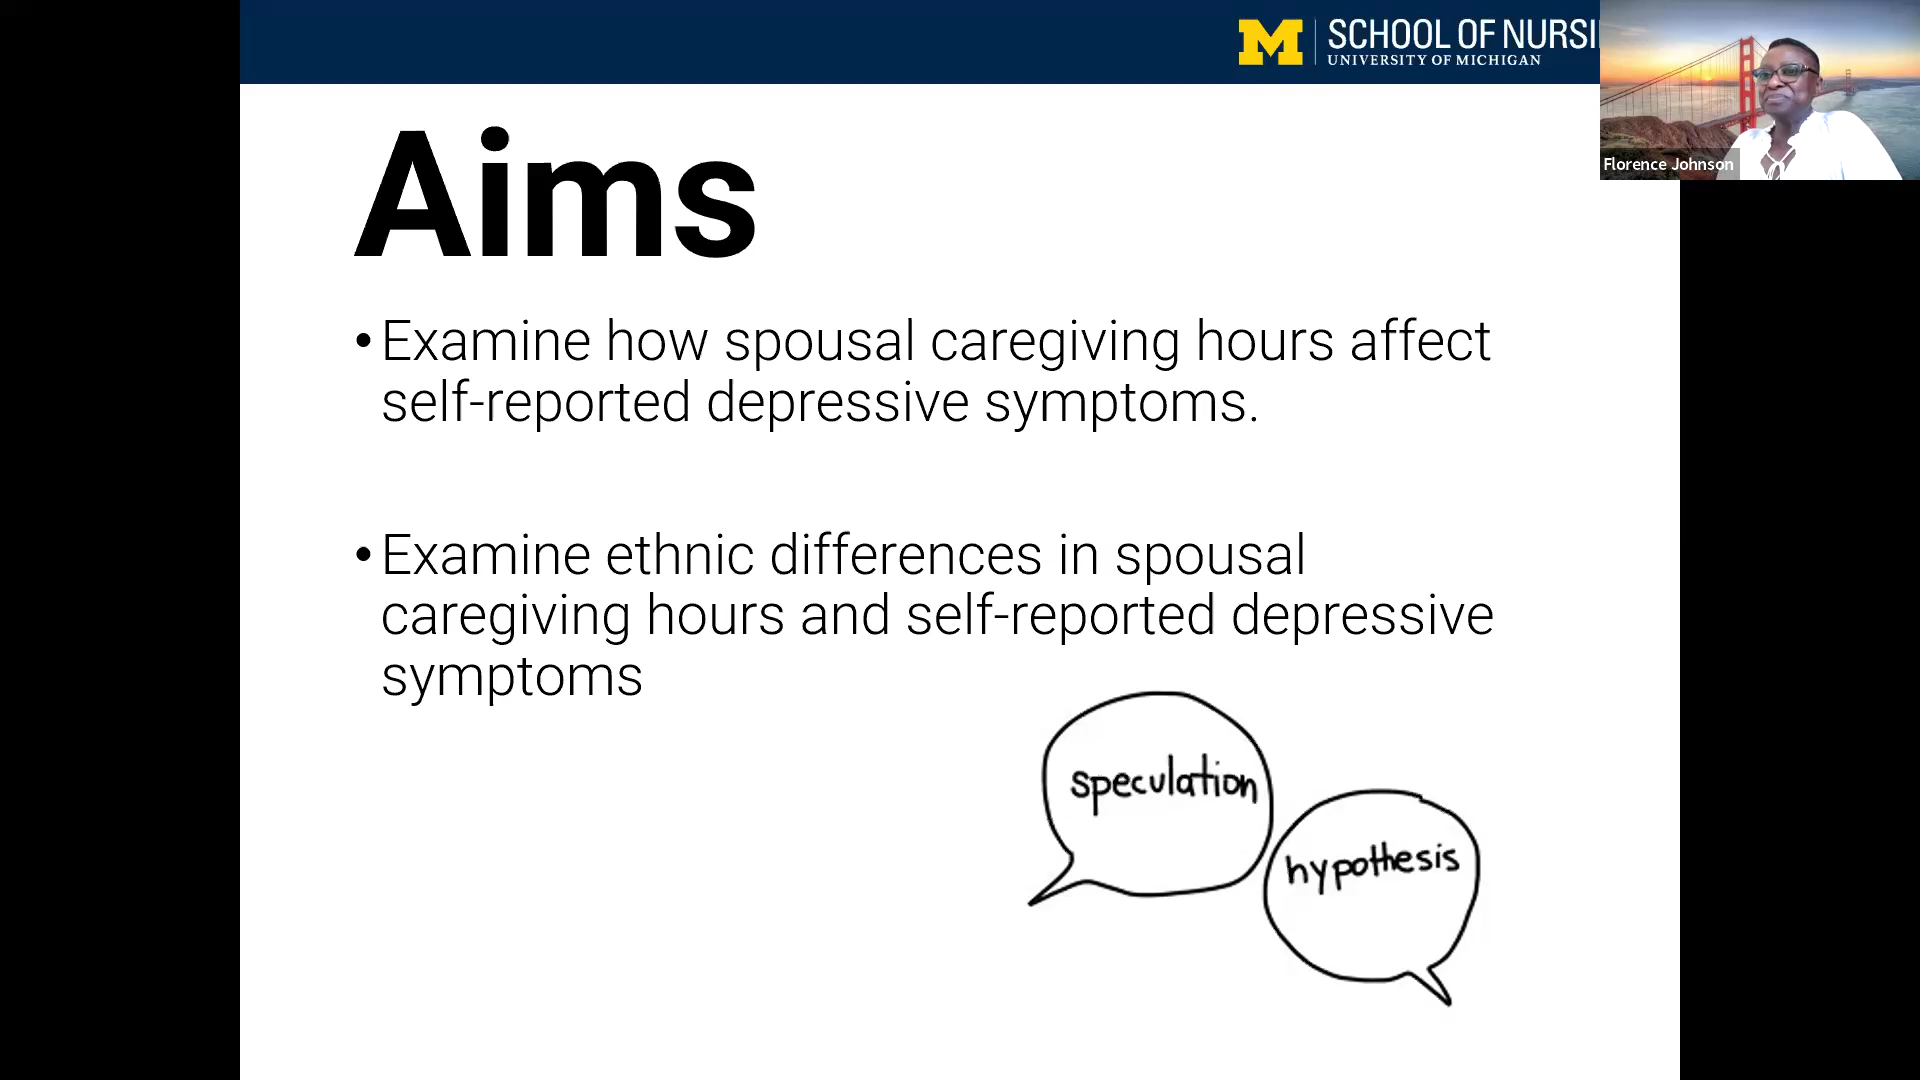 SCHOOL OF NURSI
UNIVERSITY OF MICHIGAN
Florence Johnson
Aims
• Examine how spousal caregiving hours affect
self-reported depressive symptoms.
• Examine ethnic differences in spousal
caregiving hours and self-reported depressive
symptoms
speculation
hypothesis